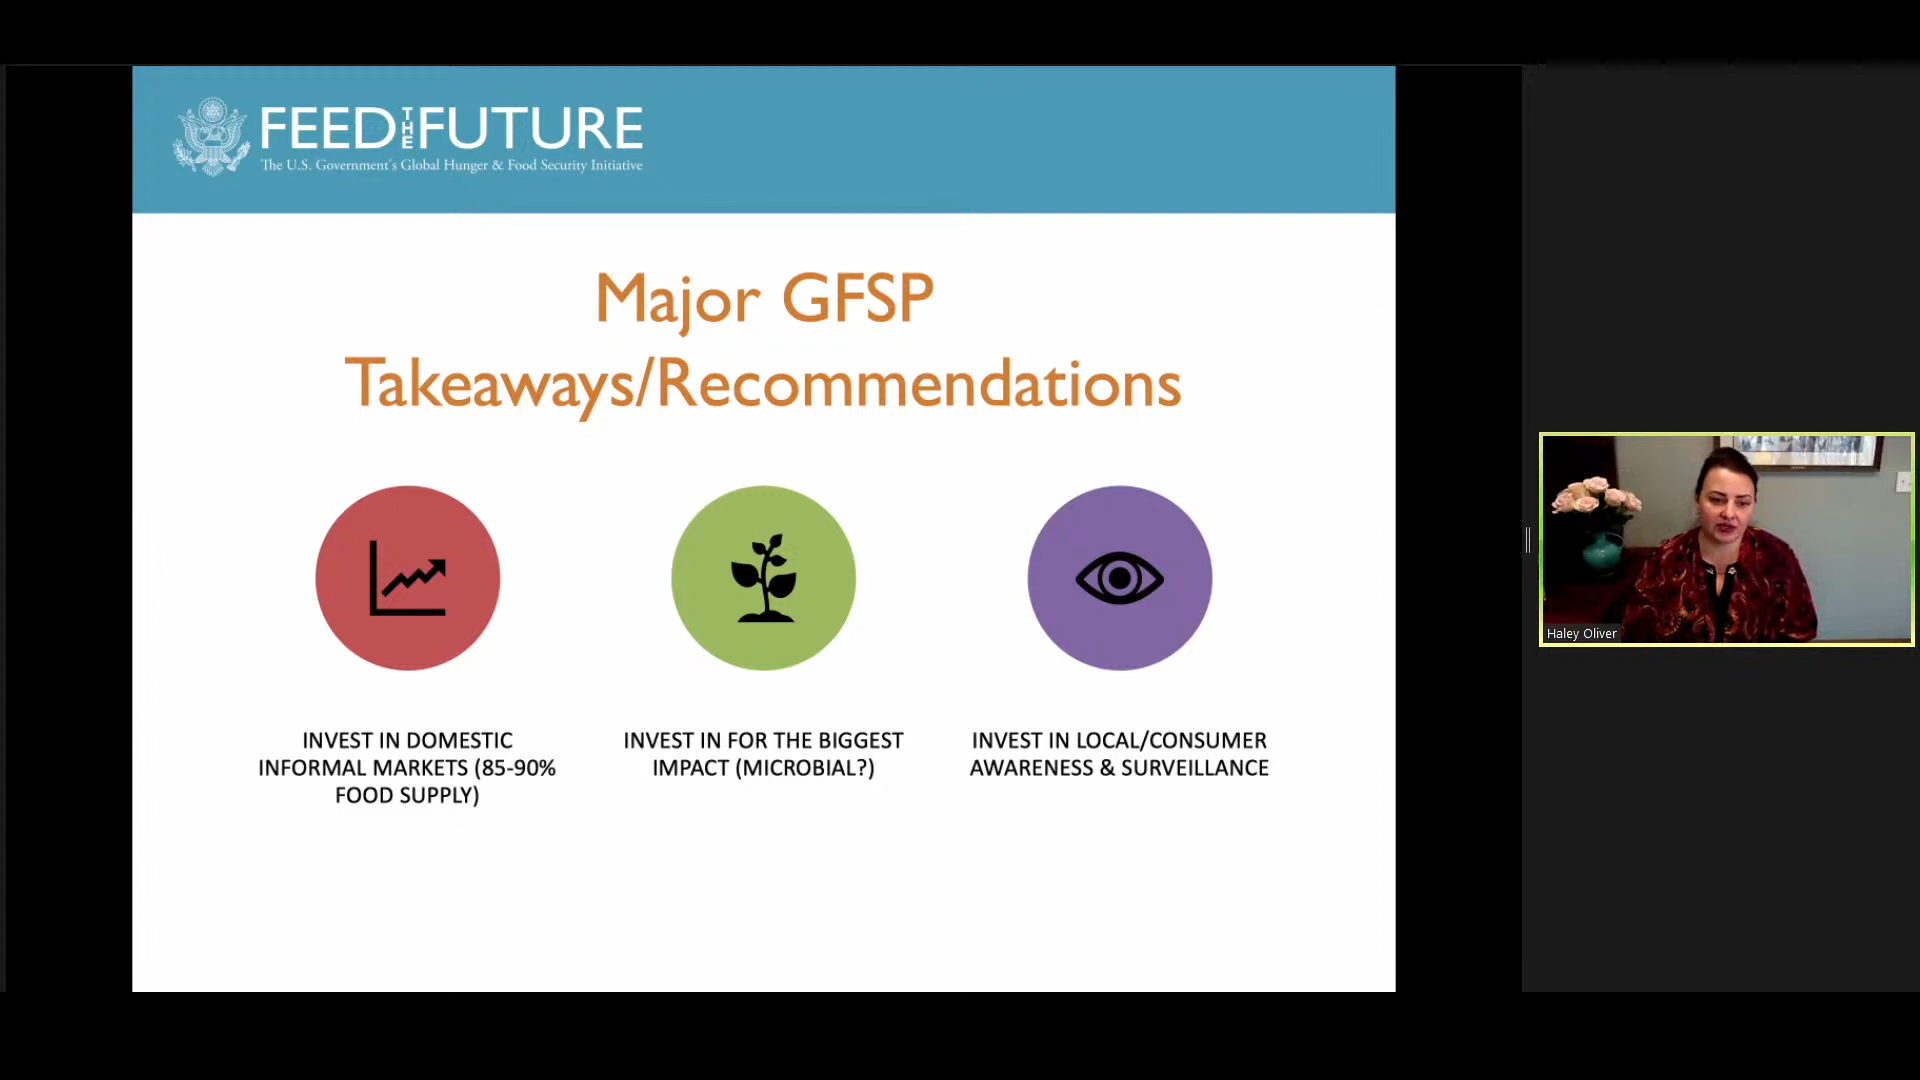 FEED THE FUTURE
The U.S. Government's Global Hunger & Food Security Initiative
Major GFSP
Takeaways/Recommendations
INVEST IN DOMESTIC
INFORMAL MARKETS (85-90%
FOOD SUPPLY)
INVEST IN FOR THE BIGGEST
IMPACT (MICROBIAL?)
INVEST IN LOCAL/CONSUMER
AWARENESS & SURVEILLANCE
Haley Oliver